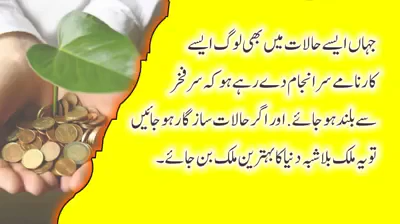 جہاں ایسے حالات میں بھی لوگ ایسے
کارنامے سرانجام دے رہے ہو کہ سر فخر
سے بلند ہو جائے. اور اگر حالات ساز گار ہو جائیں
تو یہ ملک بلاشبہ دنیا کا بہترین ملک بن جائے۔